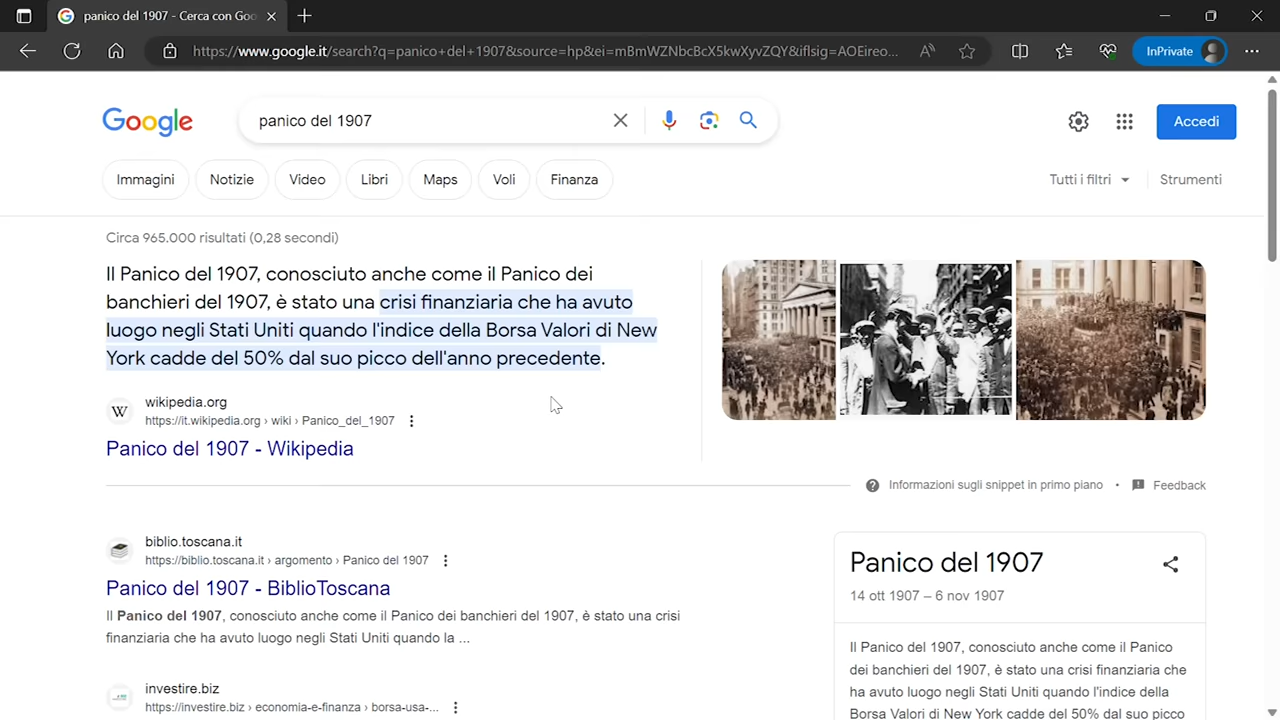 panico del 1907 - Cerca con Goo
https://www.google.it/search?q=panico+del+1907&source=hp&ei=mBmWZNbcBcX5kwXyvZQY&iflsig=AOEireo...
InPrivate
Google
panico del 1907
Accedi
Immagini
Notizie
Video
Libri
Maps
Voli
Finanza
Tutti i filtri
Strumenti
Circa 965.000 risultati (0,28 secondi)
Il Panico del 1907, conosciuto anche come il Panico dei
banchieri del 1907, è stato una crisi finanziaria che ha avuto
luogo negli Stati Uniti quando l'indice della Borsa Valori di New
York cadde del 50% dal suo picco dell'anno precedente.
W
wikipedia.org
https://it.wikipedia.org › wiki › Panico_del_1907
Panico del 1907 - Wikipedia
Informazioni sugli snippet in primo piano
Feedback
biblio.toscana.it
https://biblio.toscana.it › argomento › Panico del 1907
Panico del 1907 - BiblioToscana
Il Panico del 1907, conosciuto anche come il Panico dei banchieri del 1907, è stato una crisi
finanziaria che ha avuto luogo negli Stati Uniti quando la ...
investire.biz
https://investire.biz › economia-e-finanza › borsa-usa-...
Panico del 1907
14 ott 1907 – 6 nov 1907
Il Panico del 1907, conosciuto anche come il Panico
dei banchieri del 1907, è stato una crisi finanziaria che
ha avuto luogo negli Stati Uniti quando l'indice della
Borsa Valori di New York cadde del 50% dal suo picco